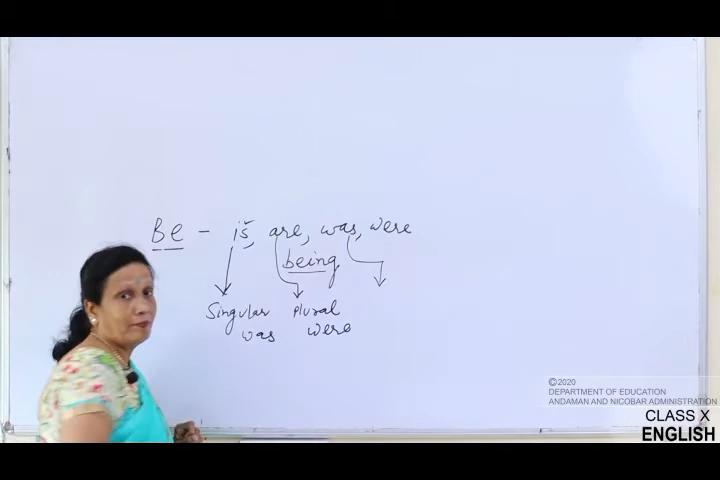 Be - is, are, was, were
being
Singular Plural
was were
©2020
DEPARTMENT OF EDUCATION
ANDAMAN AND NICOBAR ADMINISTRATION
CLASS X
ENGLISH